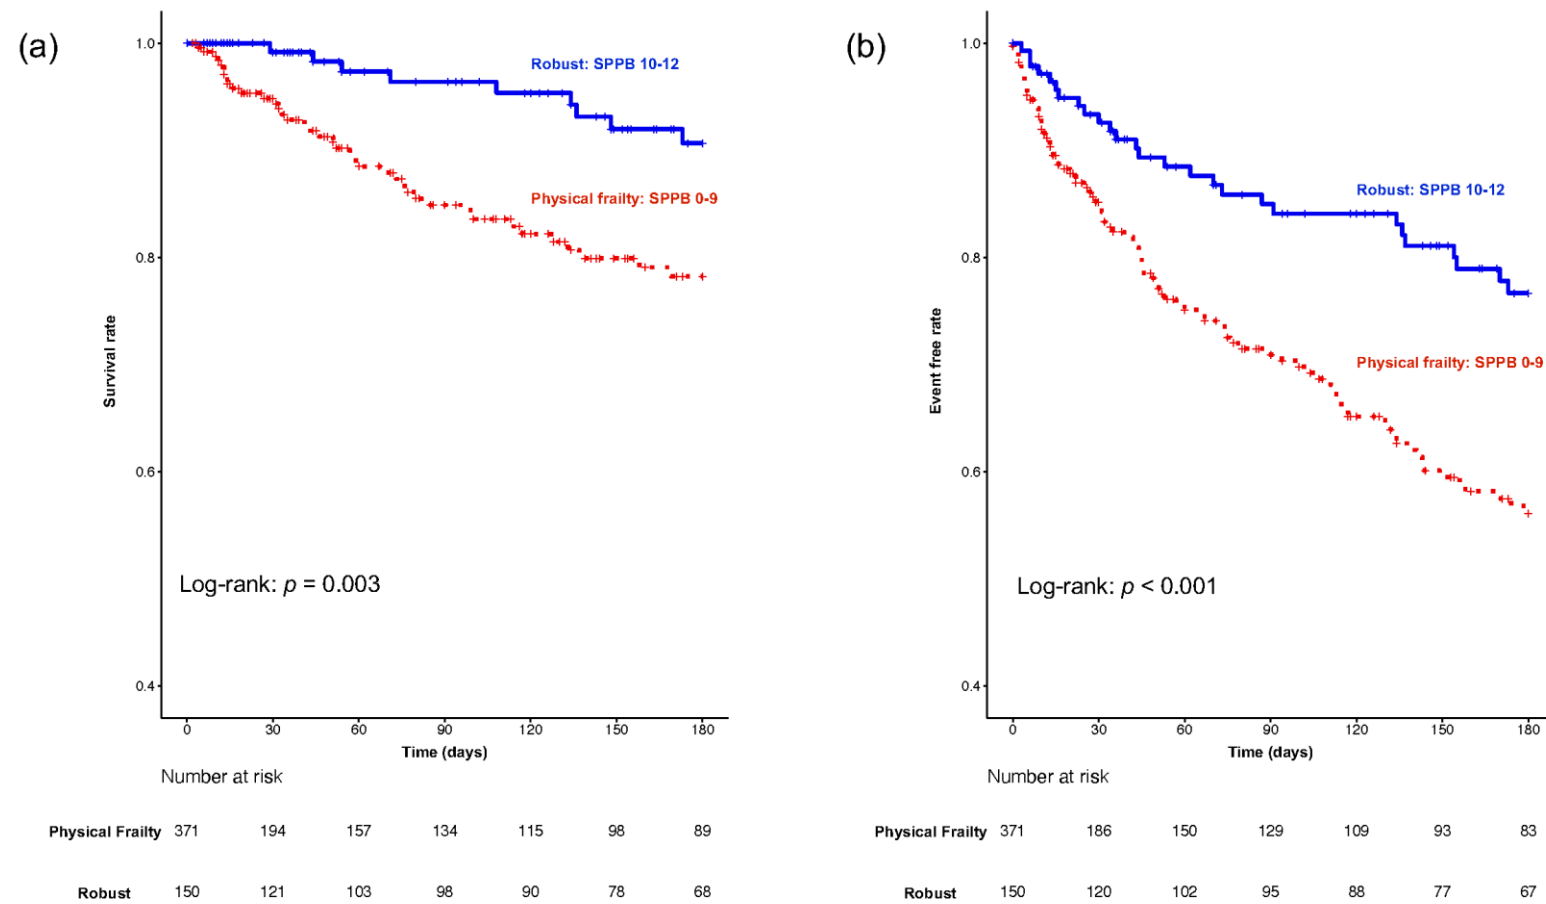 (a)
1.0
0.8
0.6
0.4
Survival rate
Robust: SPPB 10-12
Physical frailty: SPPB 0-9
Log-rank: p = 0.003
0 30 60 90 120 150 180
Time (days)
Number at risk
Physical Frailty 371 194 157 134 115 98 89
Robust 150 121 103 98 90 78 68
(b)
1.0
0.8
0.6
0.4
Event free rate
Robust: SPPB 10-12
Physical frailty: SPPB 0-9
Log-rank: p < 0.001
0 30 60 90 120 150 180
Time (days)
Number at risk
Physical Frailty 371 186 150 129 109 93 83
Robust 150 120 102 95 88 77 67